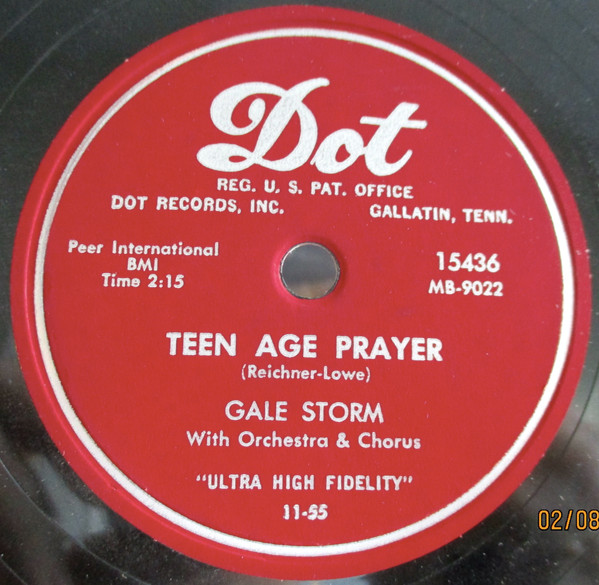 Dot
REG. U. S. PAT. OFFICE
DOT RECORDS, INC. GALLATIN, TENN.
Peer International
BMI
Time 2:15
15436
MB-9022
TEEN AGE PRAYER
(Reichner-Lowe)
GALE STORM
With Orchestra & Chorus
"ULTRA HIGH FIDELITY"
11-55
02/08